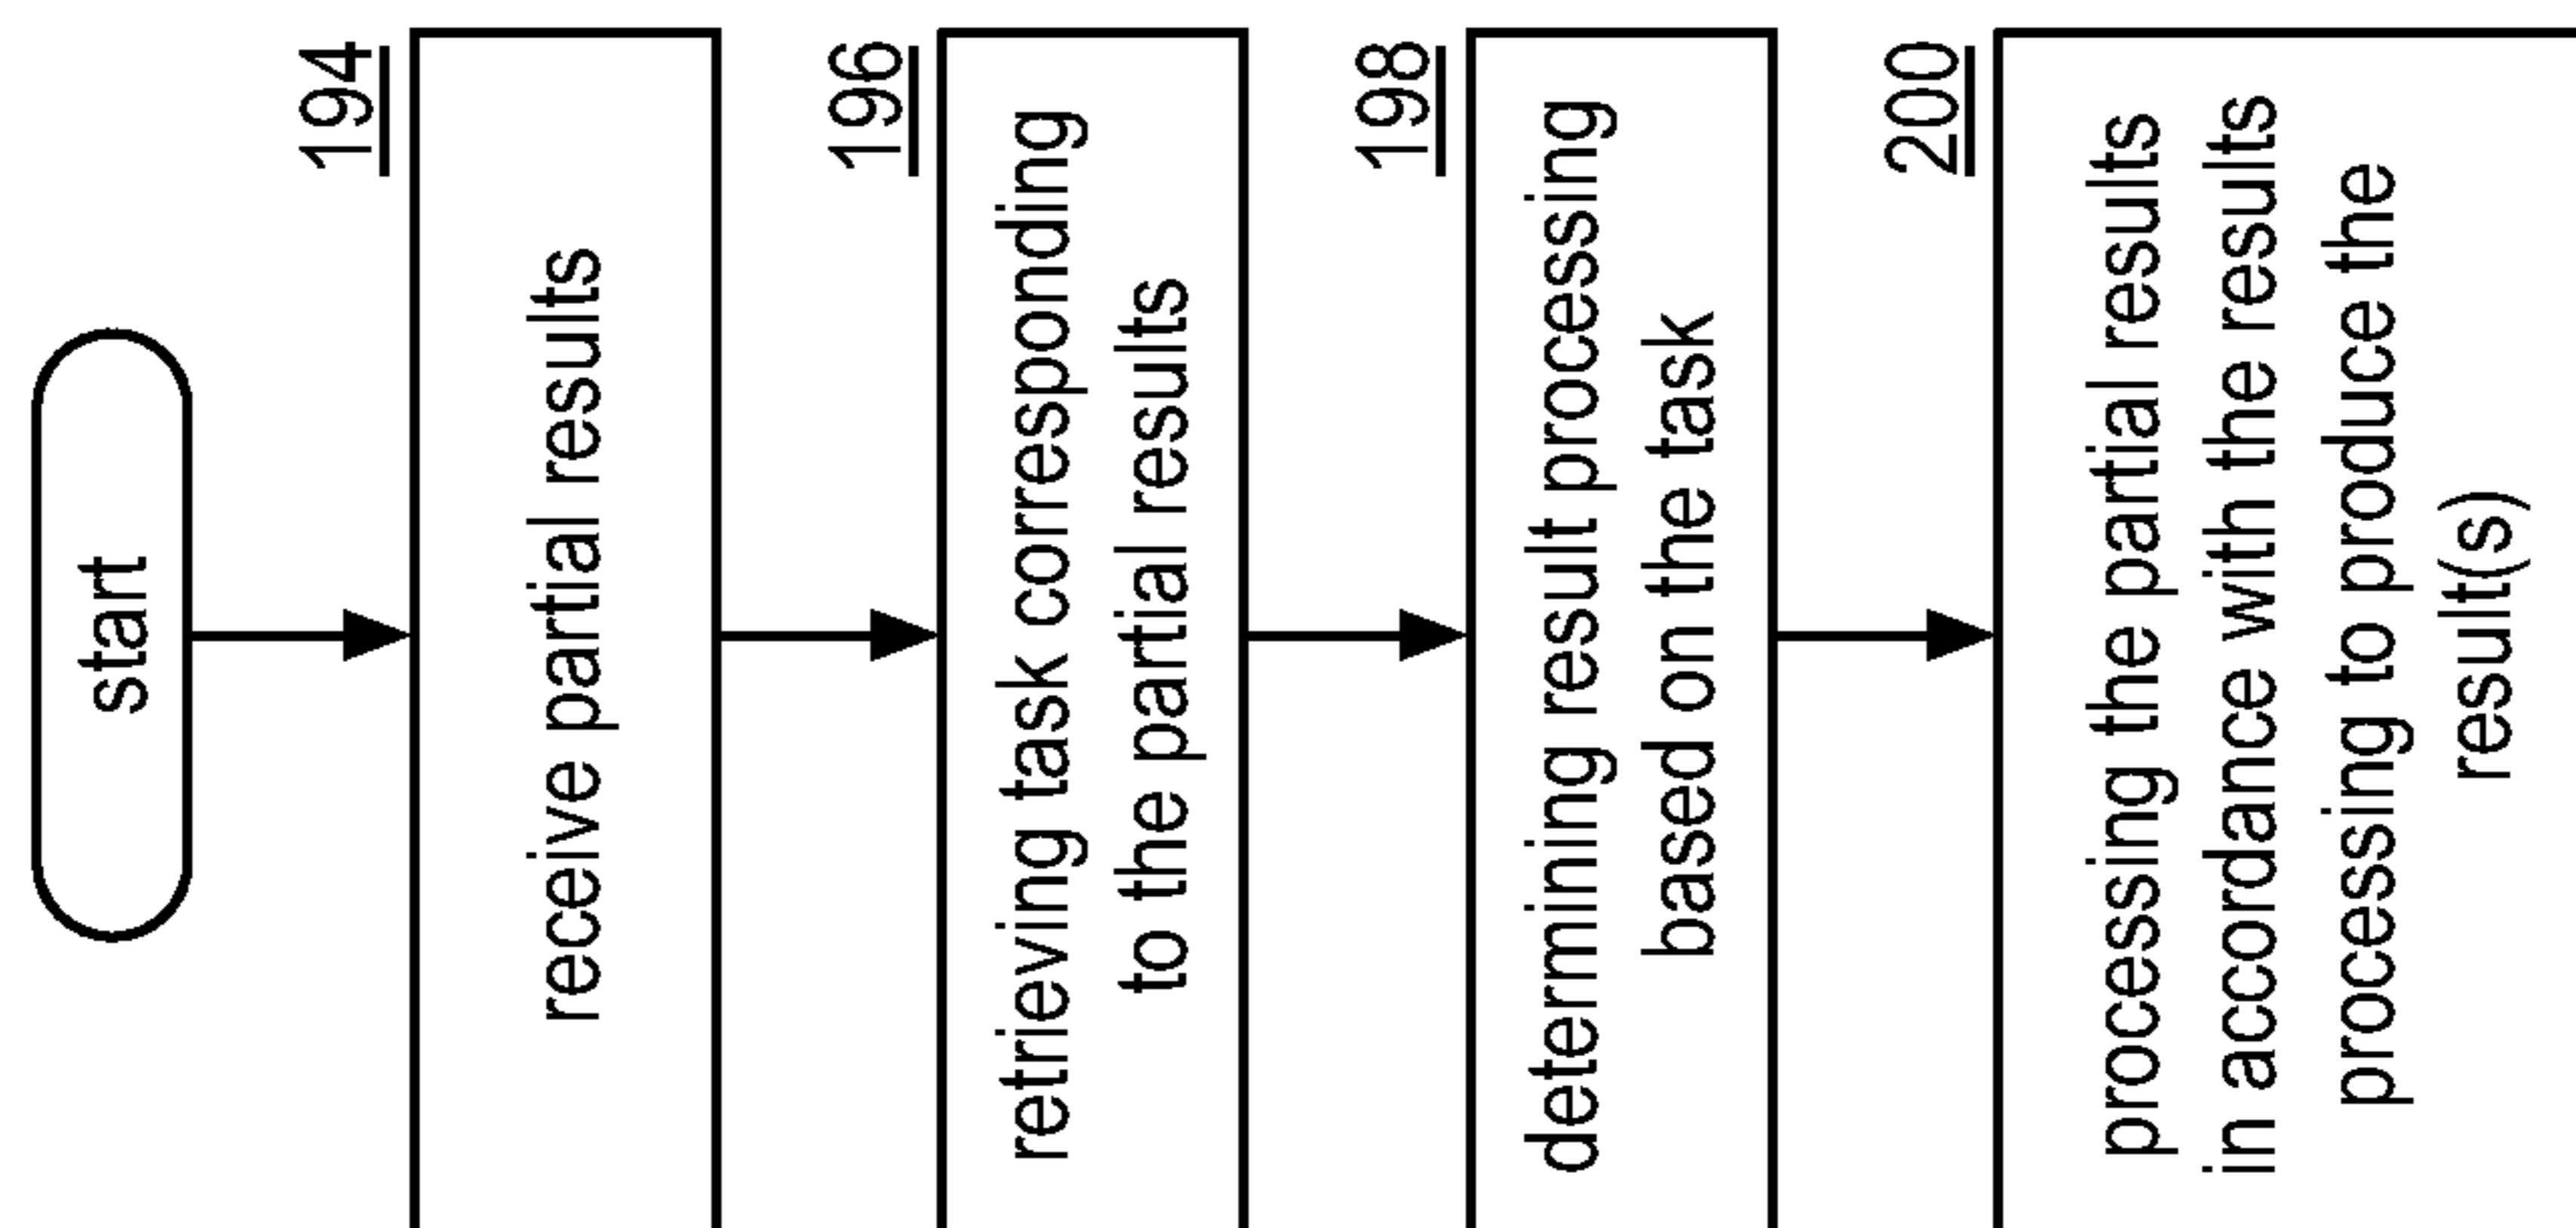 start
194
receive partial results
196
retrieving task corresponding
to the partial results
198
determining result processing
based on the task
200
processing the partial results
in accordance with the results
processing to produce the
result(s)